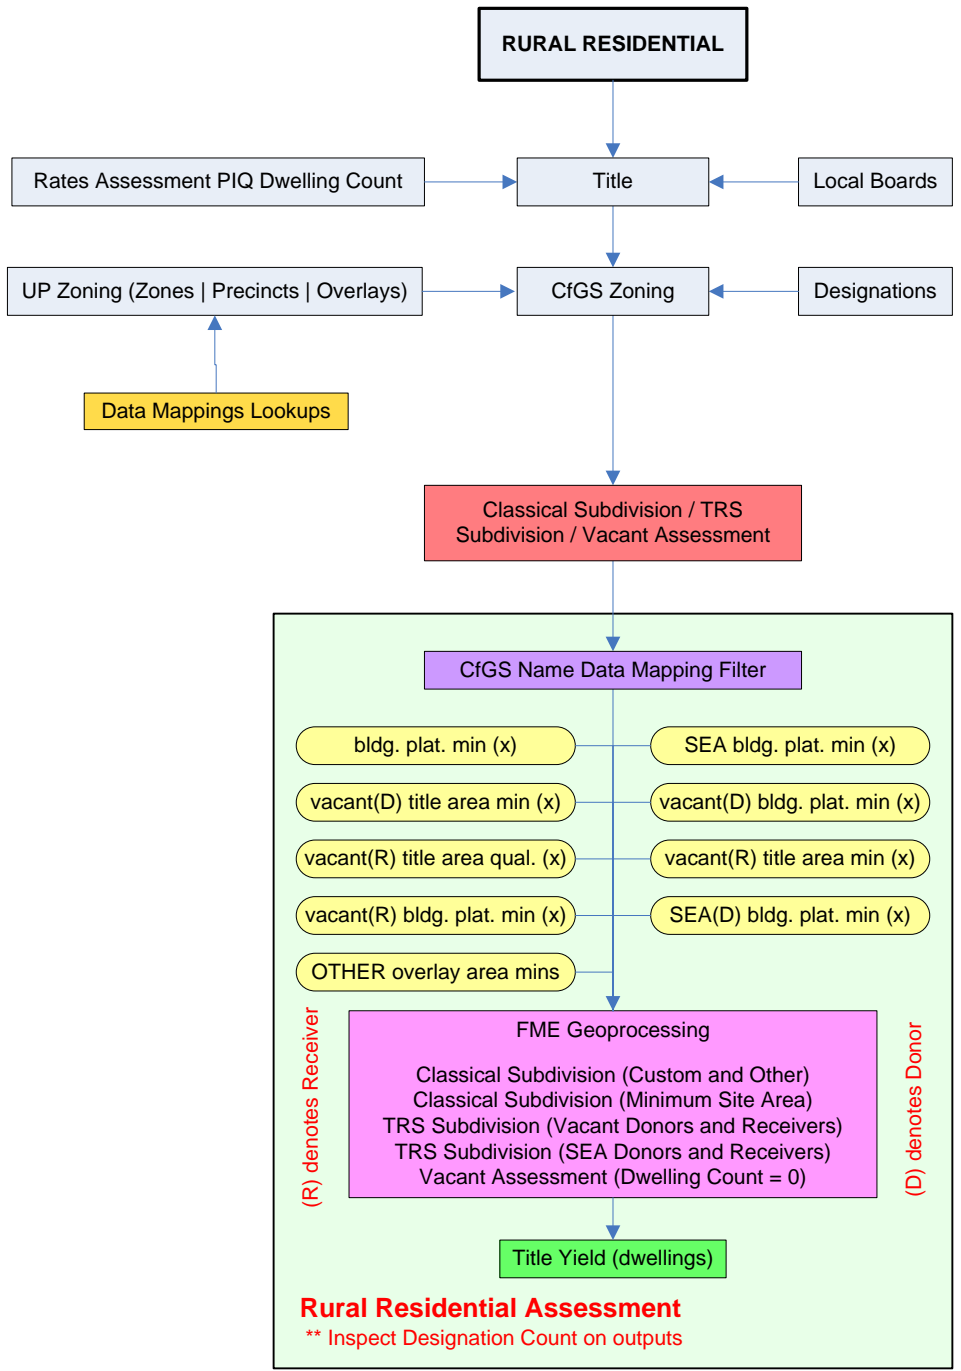 RURAL RESIDENTIAL
Rates Assessment PIQ Dwelling Count
Title
Local Boards
UP Zoning (Zones | Precincts | Overlays)
CfGS Zoning
Designations
Data Mappings Lookups
Classical Subdivision / TRS
Subdivision / Vacant Assessment
CfGS Name Data Mapping Filter
bldg. plat. min (x)
SEA bldg. plat. min (x)
vacant(D) title area min (x)
vacant(D) bldg. plat. min (x)
vacant(R) title area qual. (x)
vacant(R) title area min (x)
vacant(R) bldg. plat. min (x)
SEA(D) bldg. plat. min (x)
OTHER overlay area mins
(R) denotes Receiver
FME Geoprocessing
Classical Subdivision (Custom and Other)
Classical Subdivision (Minimum Site Area)
TRS Subdivision (Vacant Donors and Receivers)
TRS Subdivision (SEA Donors and Receivers)
Vacant Assessment (Dwelling Count = 0)
(D) denotes Donor
Title Yield (dwellings)
Rural Residential Assessment
** Inspect Designation Count on outputs